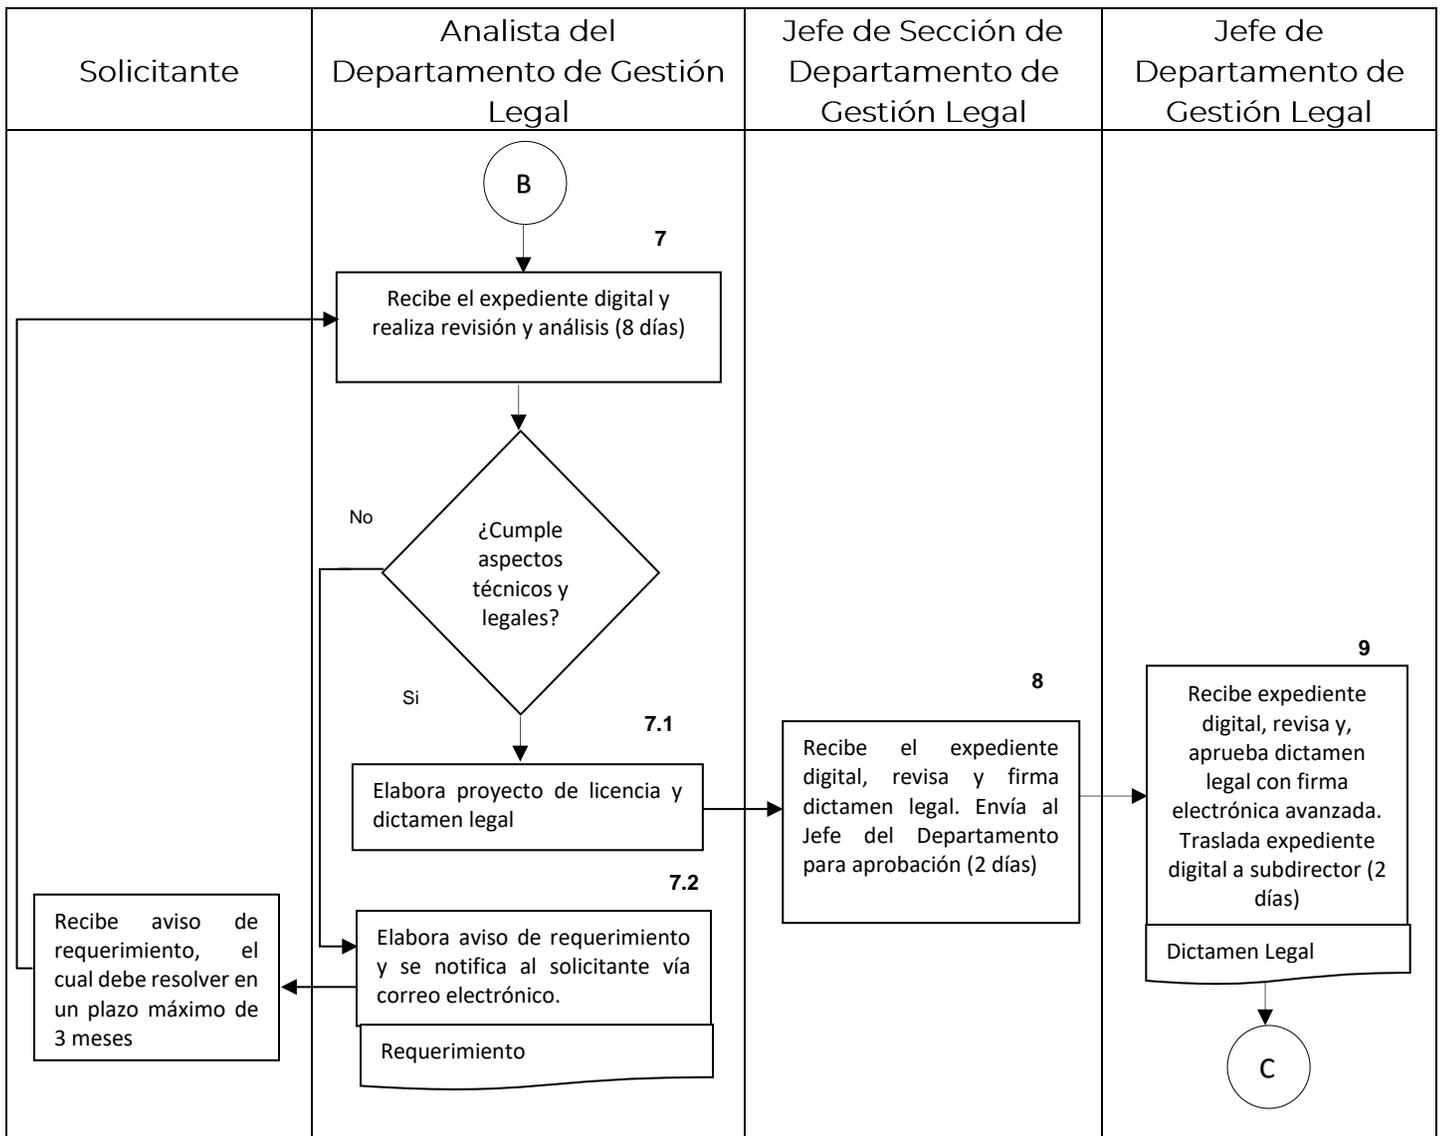 Solicitante
Analista del
Departamento de Gestión
Legal
Jefe de Sección de
Departamento de
Gestión Legal
Jefe de
Departamento de
Gestión Legal
B
7
Recibe el expediente digital y
realiza revisión y análisis (8 días)
No
¿Cumple
aspectos
técnicos y
legales?
Si
7.1
Elabora proyecto de licencia y
dictamen legal
8
Recibe el expediente
digital, revisa y firma
dictamen legal. Envía al
Jefe del Departamento
para aprobación (2 días)
9
Recibe expediente
digital, revisa y,
aprueba dictamen
legal con firma
electrónica avanzada.
Traslada expediente
digital a subdirector (2
días)
Dictamen Legal
C
7.2
Elabora aviso de requerimiento
y se notifica al solicitante vía
correo electrónico.
Requerimiento
Recibe aviso de
requerimiento, el
cual debe resolver en
un plazo máximo de
3 meses